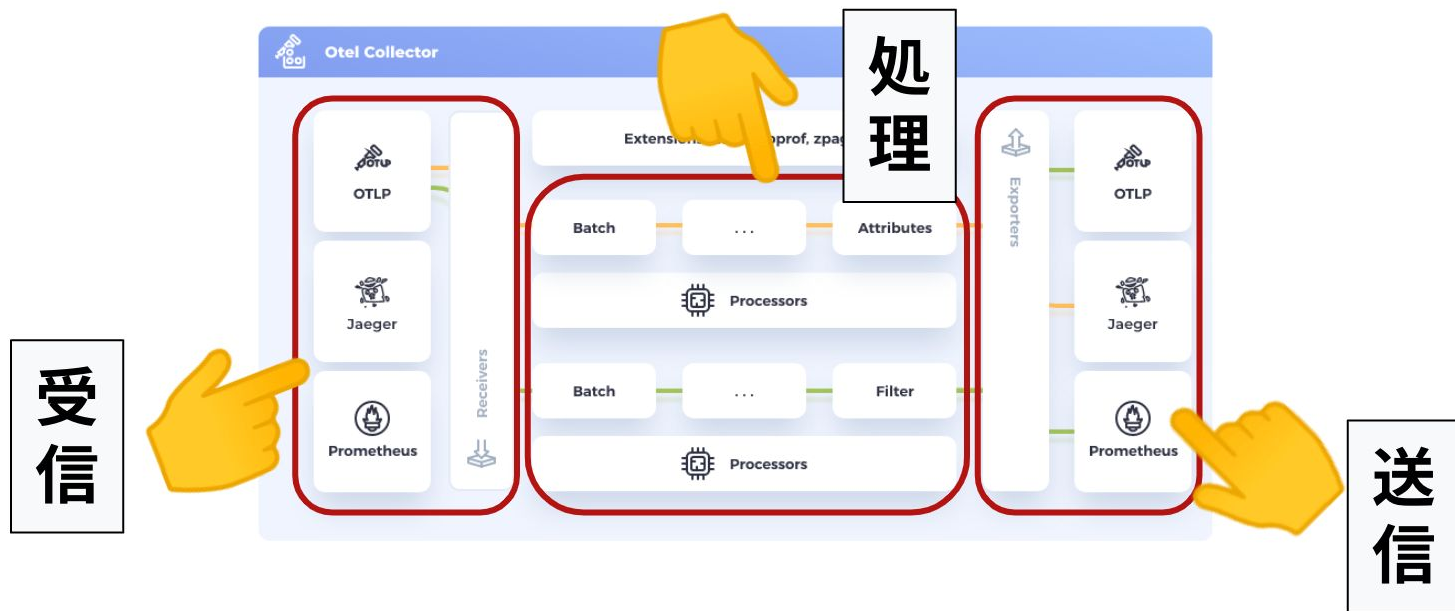 Otel Collector
処理
受信
送信
OTLP
Jaeger
Prometheus
Receivers
Batch
...
Attributes
Processors
Batch
...
Filter
Processors
Exporters
OTLP
Jaeger
Prometheus